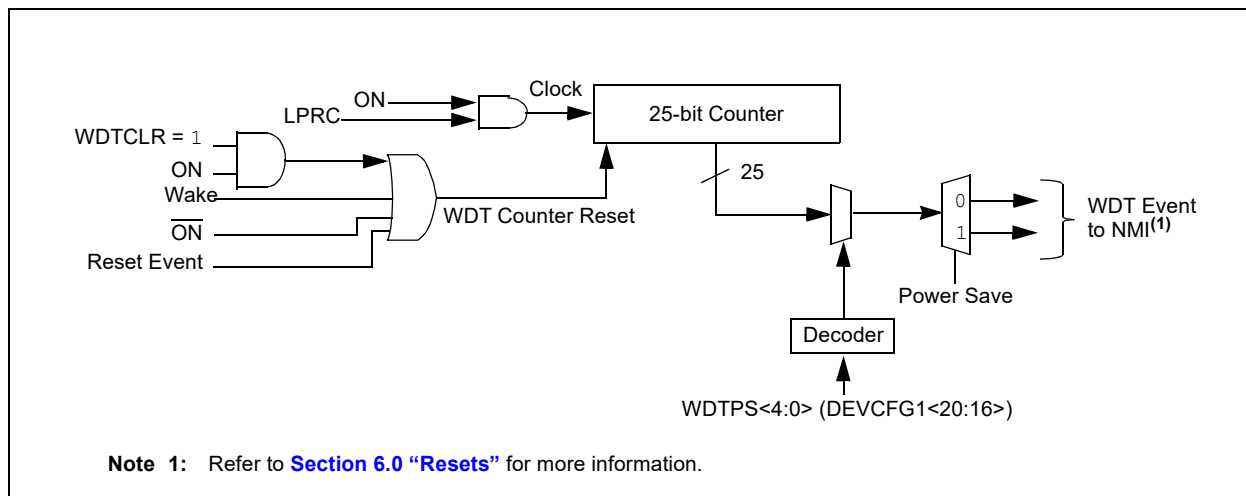 Clock
ON
LPRC
25-bit Counter
WDTCLR = 1
ON
Wake
ON
Reset Event
WDT Counter Reset
25
0
1
WDT Event
to NMI(1)
Power Save
Decoder
WDTPS<4:0> (DEVCFG1<20:16>)
Note 1: Refer to Section 6.0 “Resets” for more information.